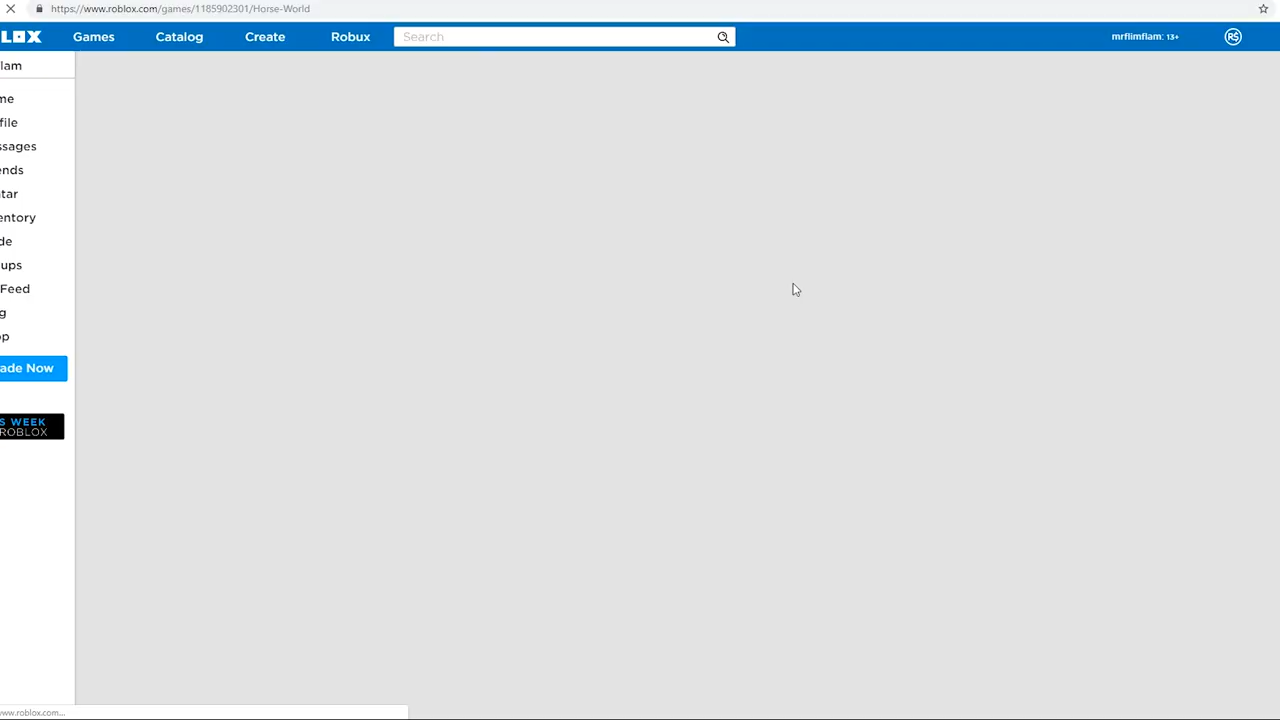 https://www.roblox.com/games/1185902301/Horse-World
LOX Games Catalog Create Robux Search mrflimflam: 13+ R$
lam
me
file
ssages
ends
tar
entory
de
ups
Feed
g
op
ade Now
S WEEK
ROBLOX
www.roblox.com...